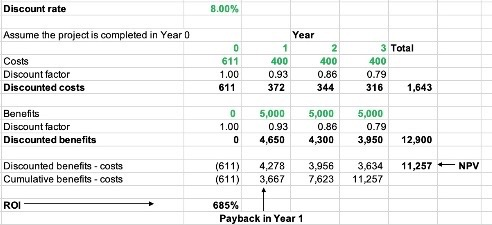 Discount rate 8.00%
Assume the project is completed in Year 0 Year
0 1 2 3 Total
Costs 611 400 400 400
Discount factor 1.00 0.93 0.86 0.79
Discounted costs 611 372 344 316 1,643
Benefits 0 5,000 5,000 5,000
Discount factor 1.00 0.93 0.86 0.79
Discounted benefits 0 4,650 4,300 3,950 12,900
Discounted benefits - costs (611) 4,278 3,956 3,634 11,257 NPV
Cumulative benefits - costs (611) 3,667 7,623 11,257
ROI 685%
Payback in Year 1